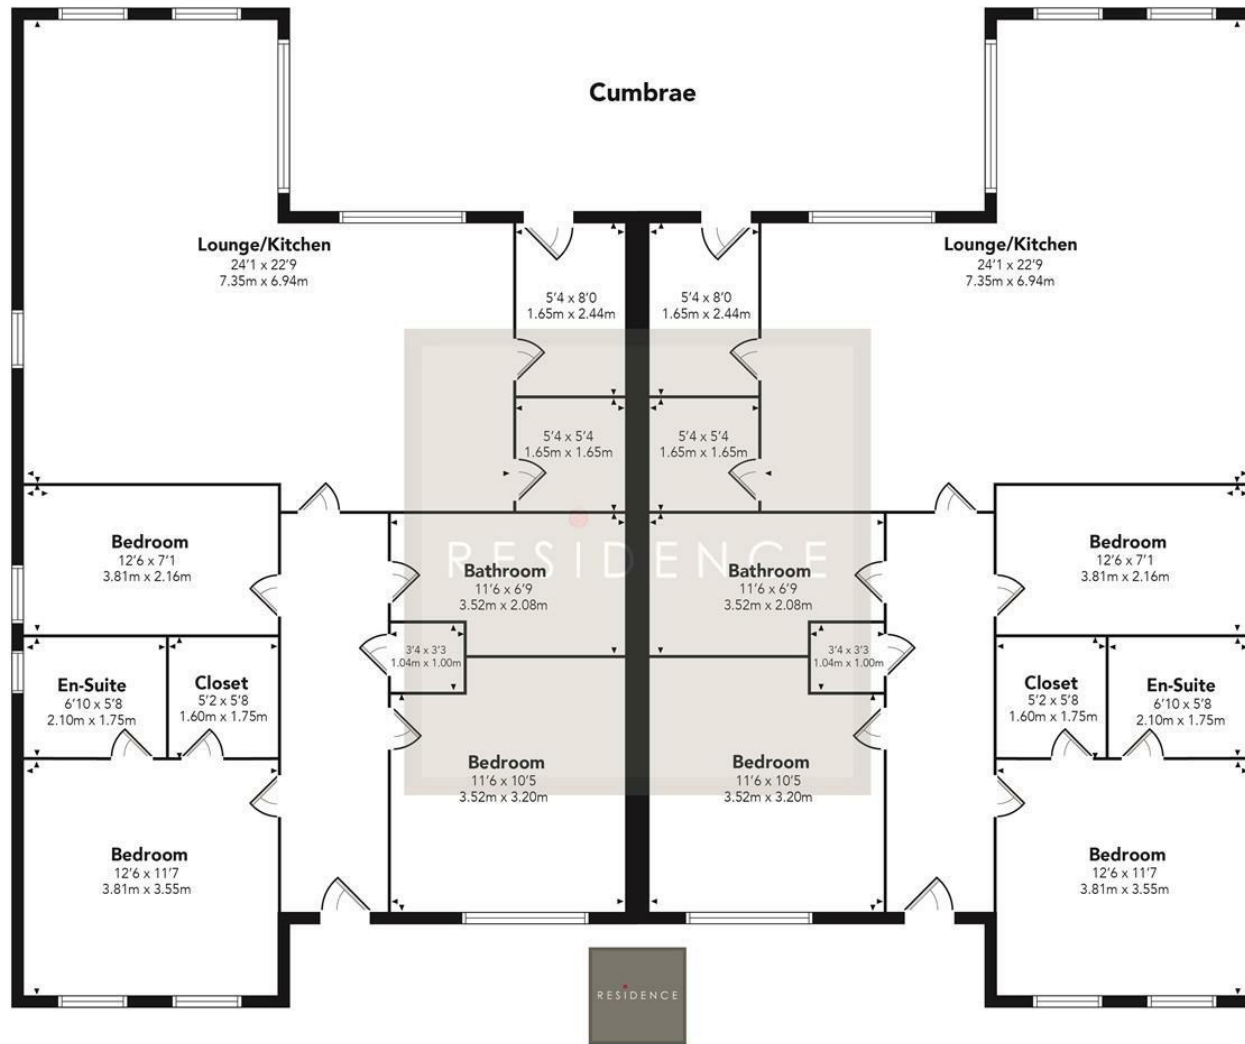 Cumbrae
Lounge/Kitchen
24'1 x 22'9
7.35m x 6.94m
5'4 x 8'0
1.65m x 2.44m
5'4 x 8'0
1.65m x 2.44m
Lounge/Kitchen
24'1 x 22'9
7.35m x 6.94m
5'4 x 5'4
1.65m x 1.65m
5'4 x 5'4
1.65m x 1.65m
Bedroom
12'6 x 7'1
3.81m x 2.16m
RESIDENCE
Bathroom
11'6 x 6'9
3.52m x 2.08m
Bathroom
11'6 x 6'9
3.52m x 2.08m
Bedroom
12'6 x 7'1
3.81m x 2.16m
3'4 x 3'3
1.04m x 1.00m
3'4 x 3'3
1.04m x 1.00m
En-Suite
6'10 x 5'8
2.10m x 1.75m
Closet
5'2 x 5'8
1.60m x 1.75m
Closet
5'2 x 5'8
1.60m x 1.75m
En-Suite
6'10 x 5'8
2.10m x 1.75m
Bedroom
11'6 x 10'5
3.52m x 3.20m
Bedroom
11'6 x 10'5
3.52m x 3.20m
Bedroom
12'6 x 11'7
3.81m x 3.55m
Bedroom
12'6 x 11'7
3.81m x 3.55m
RESIDENCE